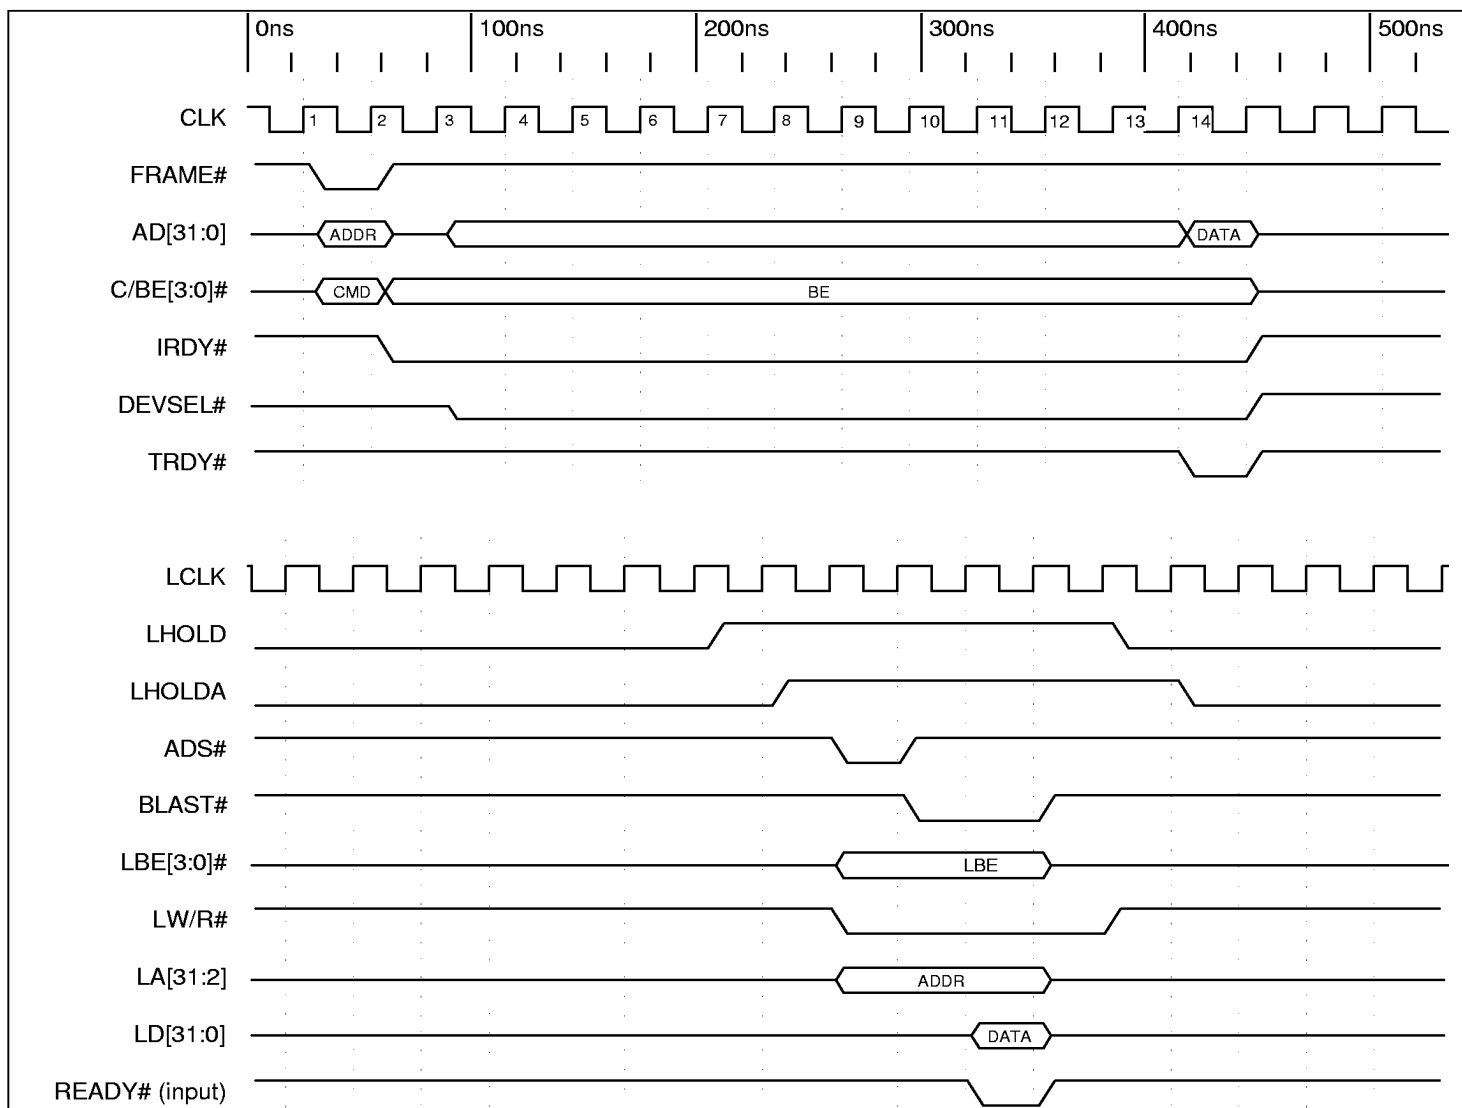 0ns 100ns 200ns 300ns 400ns 500ns
CLK 1 2 3 4 5 6 7 8 9 10 11 12 13 14
FRAME#
AD[31:0] ADDR DATA
C/BE[3:0]# CMD BE
IRDY#
DEVSEL#
TRDY#
LCLK
LHOLD
LHOLDA
ADS#
BLAST#
LBE[3:0]# LBE
LW/R#
LA[31:2] ADDR
LD[31:0] DATA
READY# (input)